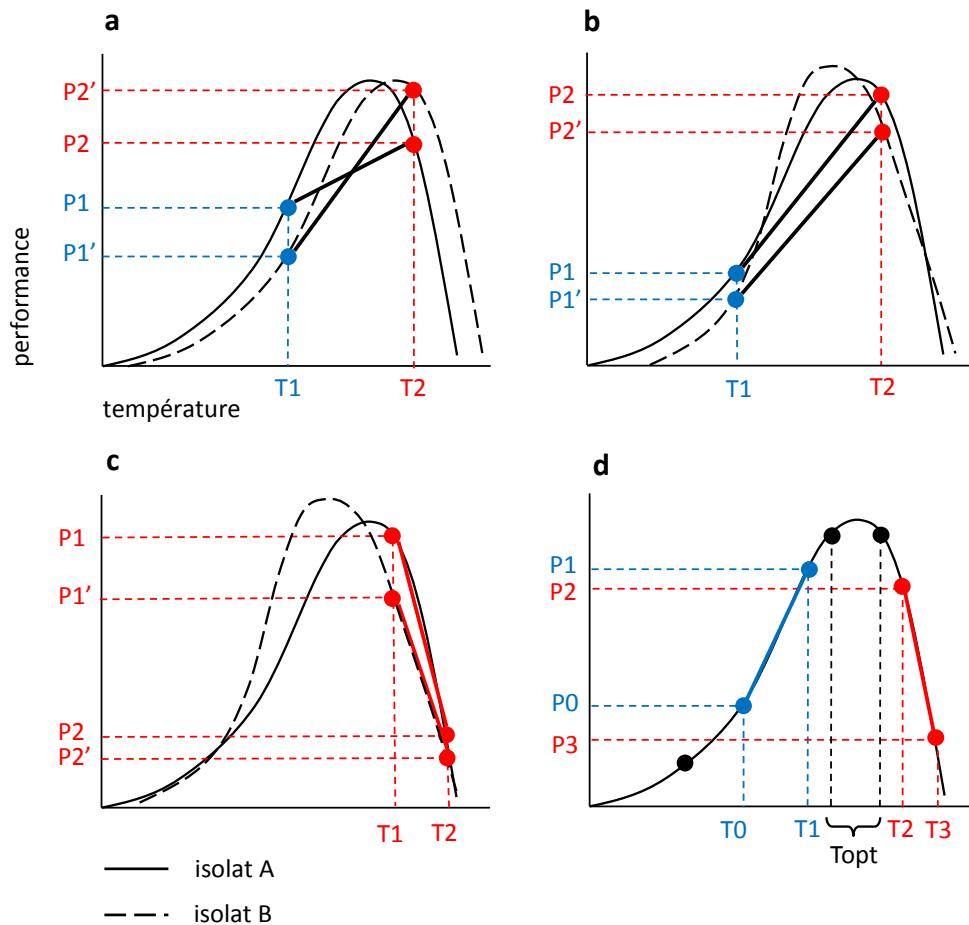 a
P2'
P2
P1
P1'
performance
T1
T2
température
b
P2
P2'
P1
P1'
T1
T2
c
P1
P1'
P2
P2'
T1
T2
d
P1
P2
P0
P3
T0
T1
T2
T3
Topt
isolat A
isolat B